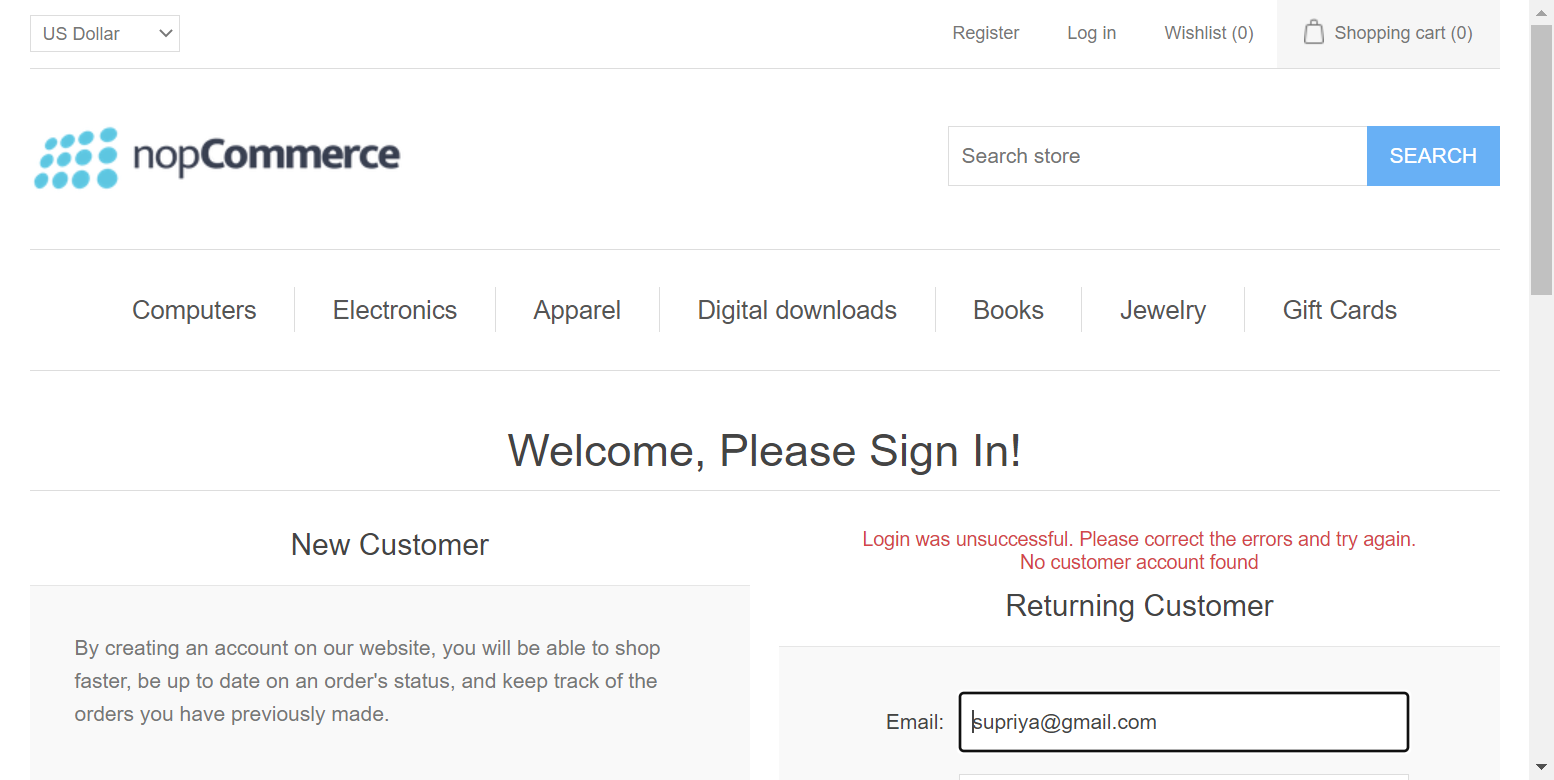 US Dollar
Register
Log in
Wishlist (0)
Shopping cart (0)
nopCommerce
Search store
SEARCH
Computers
Electronics
Apparel
Digital downloads
Books
Jewelry
Gift Cards
Welcome, Please Sign In!
New Customer
By creating an account on our website, you will be able to shop
faster, be up to date on an order's status, and keep track of the
orders you have previously made.
Login was unsuccessful. Please correct the errors and try again.
No customer account found
Returning Customer
Email:
supriya@gmail.com